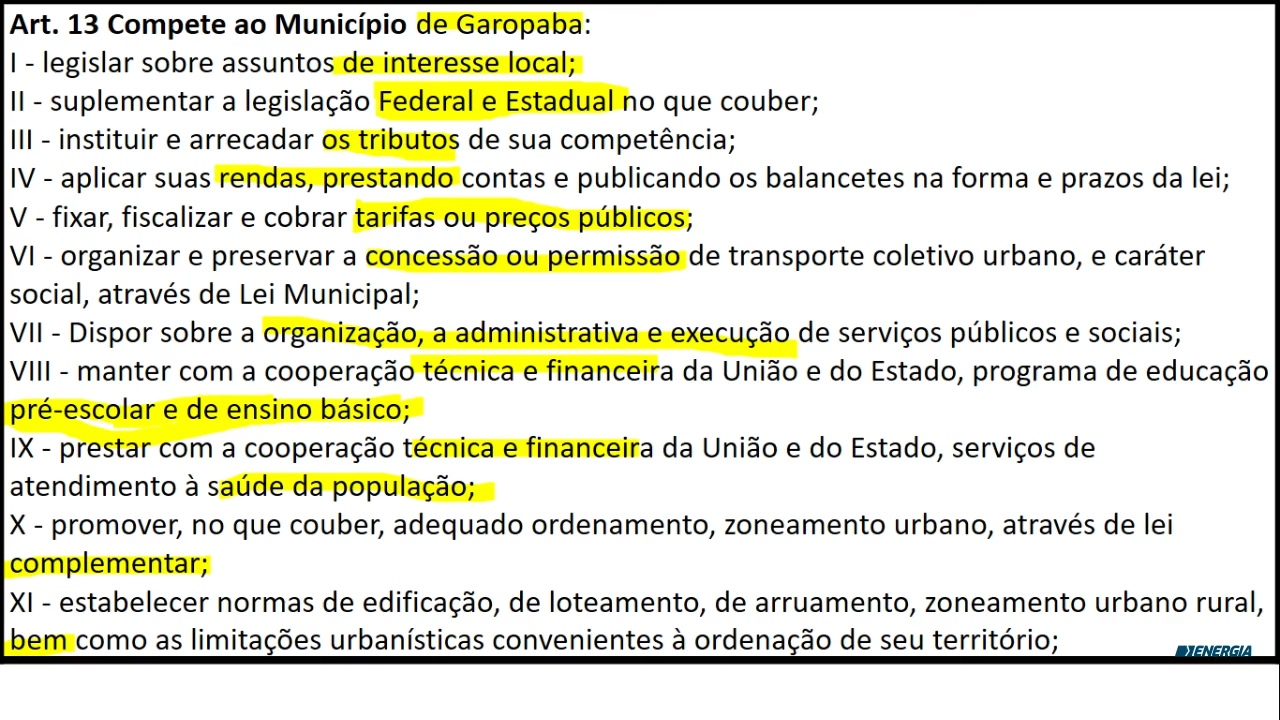 Art. 13 Compete ao Município de Garopaba:
I - legislar sobre assuntos de interesse local;
II - suplementar a legislação Federal e Estadual no que couber;
III - instituir e arrecadar os tributos de sua competência;
IV - aplicar suas rendas, prestando contas e publicando os balancetes na forma e prazos da lei;
V - fixar, fiscalizar e cobrar tarifas ou preços públicos;
VI - organizar e preservar a concessão ou permissão de transporte coletivo urbano, e caráter
social, através de Lei Municipal;
VII - Dispor sobre a organização, a administrativa e execução de serviços públicos e sociais;
VIII - manter com a cooperação técnica e financeira da União e do Estado, programa de educação
pré-escolar e de ensino básico;
IX - prestar com a cooperação técnica e financeira da União e do Estado, serviços de
atendimento à saúde da população;
X - promover, no que couber, adequado ordenamento, zoneamento urbano, através de lei
complementar;
XI - estabelecer normas de edificação, de loteamento, de arruamento, zoneamento urbano rural,
bem como as limitações urbanísticas convenientes à ordenação de seu território;
ENERGIA